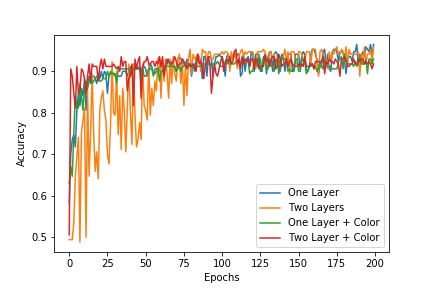 0.9
0.8
0.7
0.6
0.5
Accuracy
0 25 50 75 100 125 150 175 200
Epochs
One Layer
Two Layers
One Layer + Color
Two Layer + Color